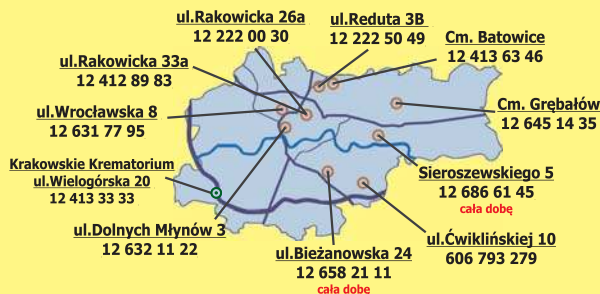 ul.Rakowicka 26a
12 222 00 30
ul.Reduta 3B
12 222 50 49
Cm. Batowice
12 413 63 46
ul.Rakowicka 33a
12 412 89 83
ul.Wrocławska 8
12 631 77 95
Cm. Grębałów
12 645 14 35
Krakowskie Krematorium
ul.Wielogórska 20
12 413 33 33
Sieroszewskiego 5
12 686 61 45
cała dobę
ul.Dolnych Młynów 3
12 632 11 22
ul.Bieżanowska 24
12 658 21 11
cała dobę
ul.Ćwiklińskiej 10
606 793 279